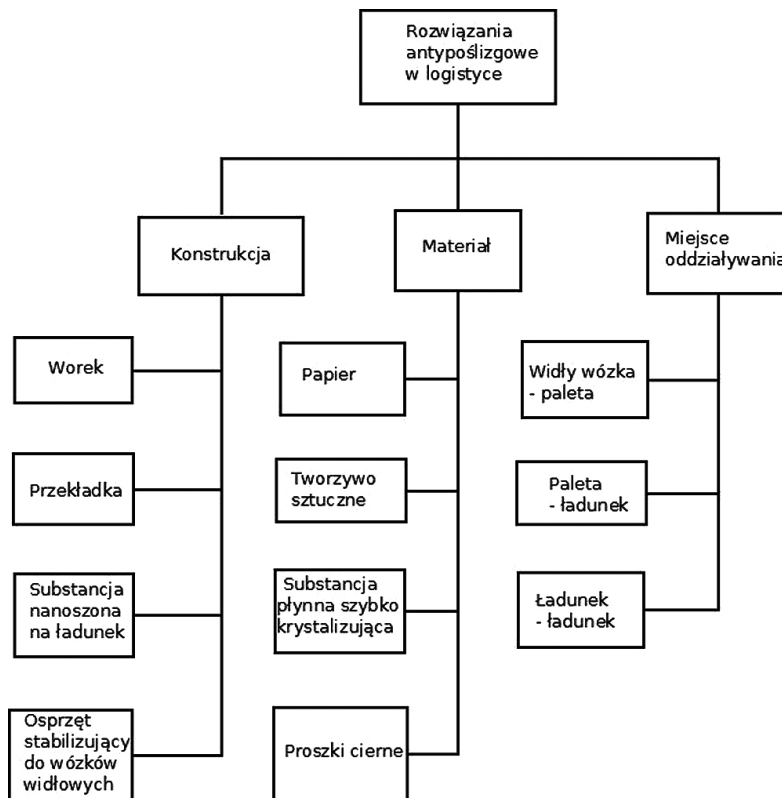 Rozwiązania
antypoślizgowe
w logistyce
Konstrukcja
Materiał
Miejsce
oddziaływania
Worek
Przekładka
Substancja
nanoszona
na ładunek
Osprzęt
stabilizujący
do wózków
widłowych
Papier
Tworzywo
sztuczne
Substancja
płynna szybko
krystalizująca
Proszki cierne
Widły wózka
- paleta
Paleta
- ładunek
Ładunek
- ładunek